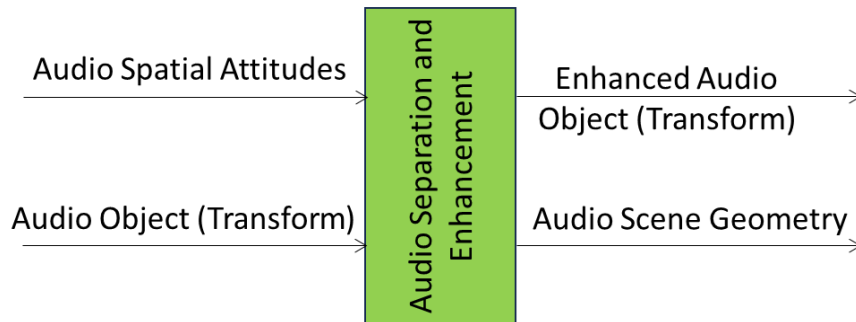 Audio Spatial Attitudes
Audio Object (Transform)
Audio Separation and
Enhancement
Enhanced Audio
Object (Transform)
Audio Scene Geometry